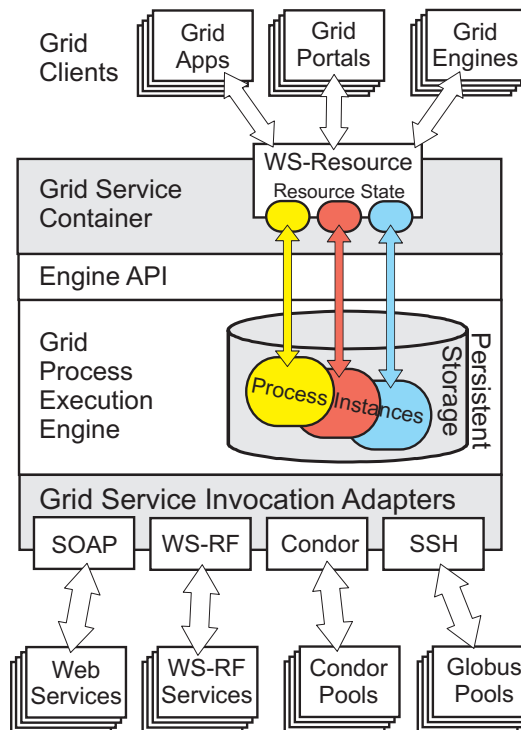 Grid
Clients
Grid
Apps
Grid
Portals
Grid
Engines
WS-Resource
Resource State
Grid Service
Container
Engine API
Grid
Process
Execution
Engine
Process Instances
Persistent
Storage
Grid Service Invocation Adapters
SOAP
WS-RF
Condor
SSH
Web
Services
WS-RF
Services
Condor
Pools
Globus
Pools